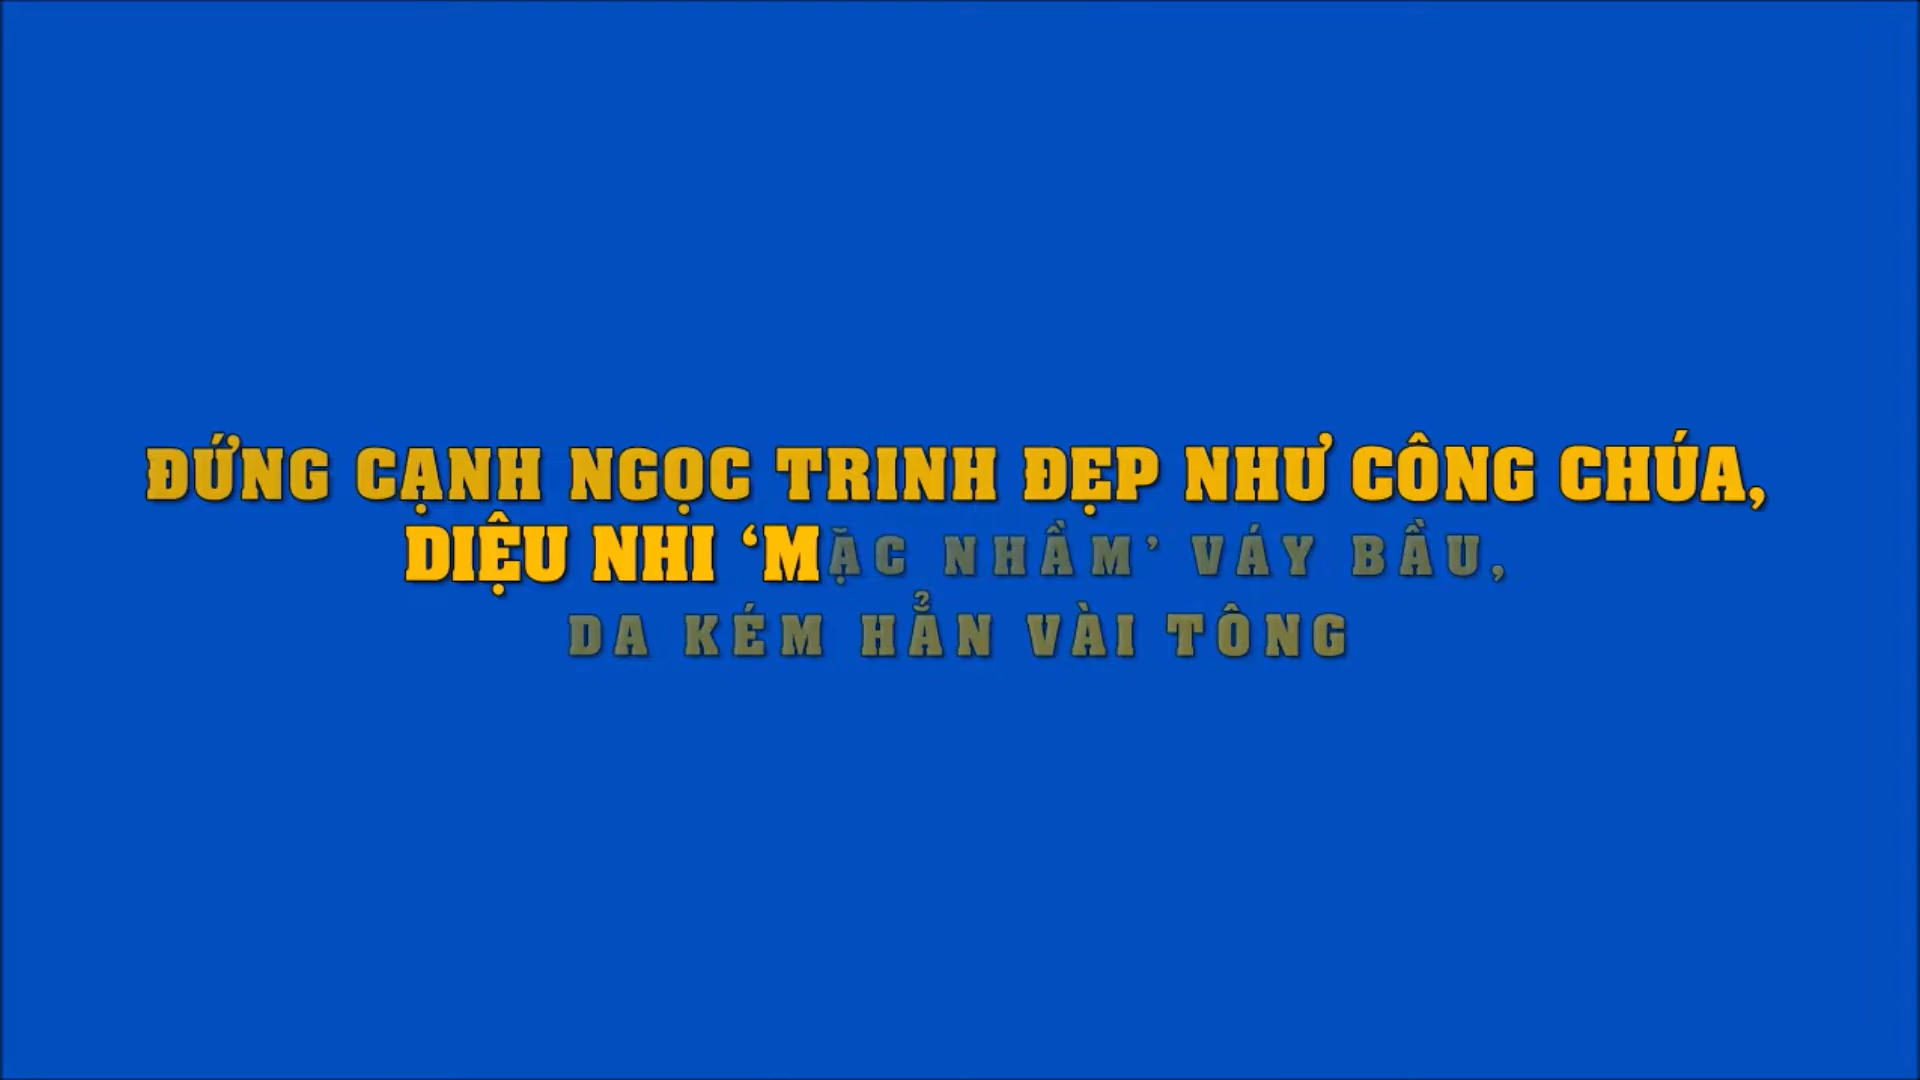 ĐỨNG CẠNH NGỌC TRINH ĐẸP NHƯ CÔNG CHÚA,
DIỆU NHI ‘MẶC NHẦM’ VÁY BẦU,
DA KÉM HẲN VÀI TÔNG